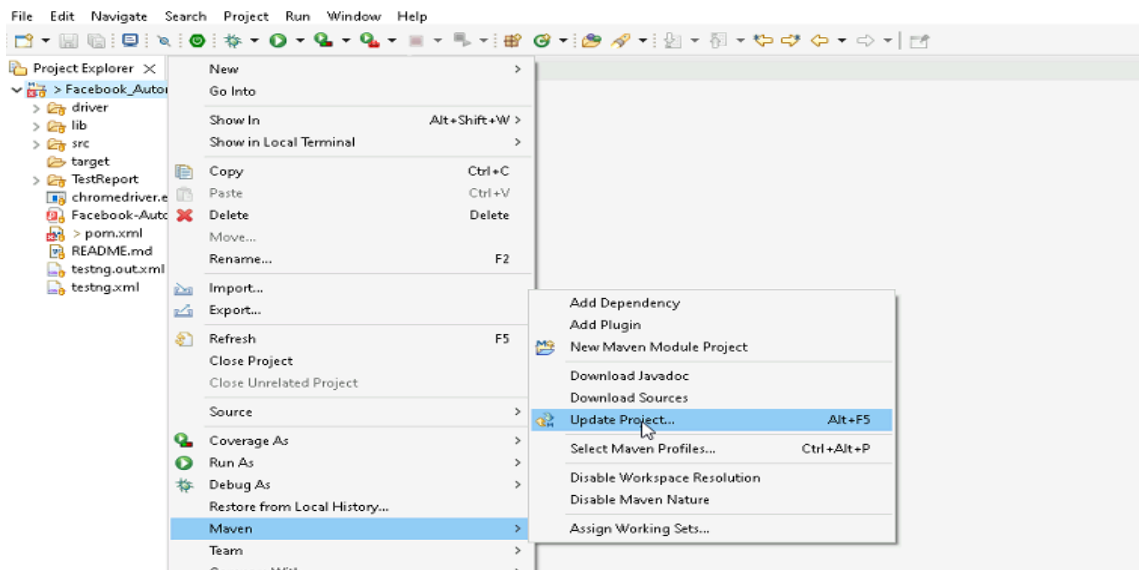 File Edit Navigate Search Project Run Window Help
Project Explorer
> Facebook_Autor
driver
lib
src
target
TestReport
chromedriver.e
Facebook-Autc
> pom.xml
README.md
testng.out.xml
testng.xml
New
Go Into
Show In Alt+Shift+W >
Show in Local Terminal
Copy Ctrl+C
Paste Ctrl+V
Delete Delete
Move...
Rename... F2
Import...
Export...
Refresh F5
Close Project
Close Unrelated Project
Source
Coverage As
Run As
Debug As
Restore from Local History...
Maven
Team
Add Dependency
Add Plugin
New Maven Module Project
Download Javadoc
Download Sources
Update Project... Alt+F5
Select Maven Profiles... Ctrl+Alt+P
Disable Workspace Resolution
Disable Maven Nature
Assign Working Sets...